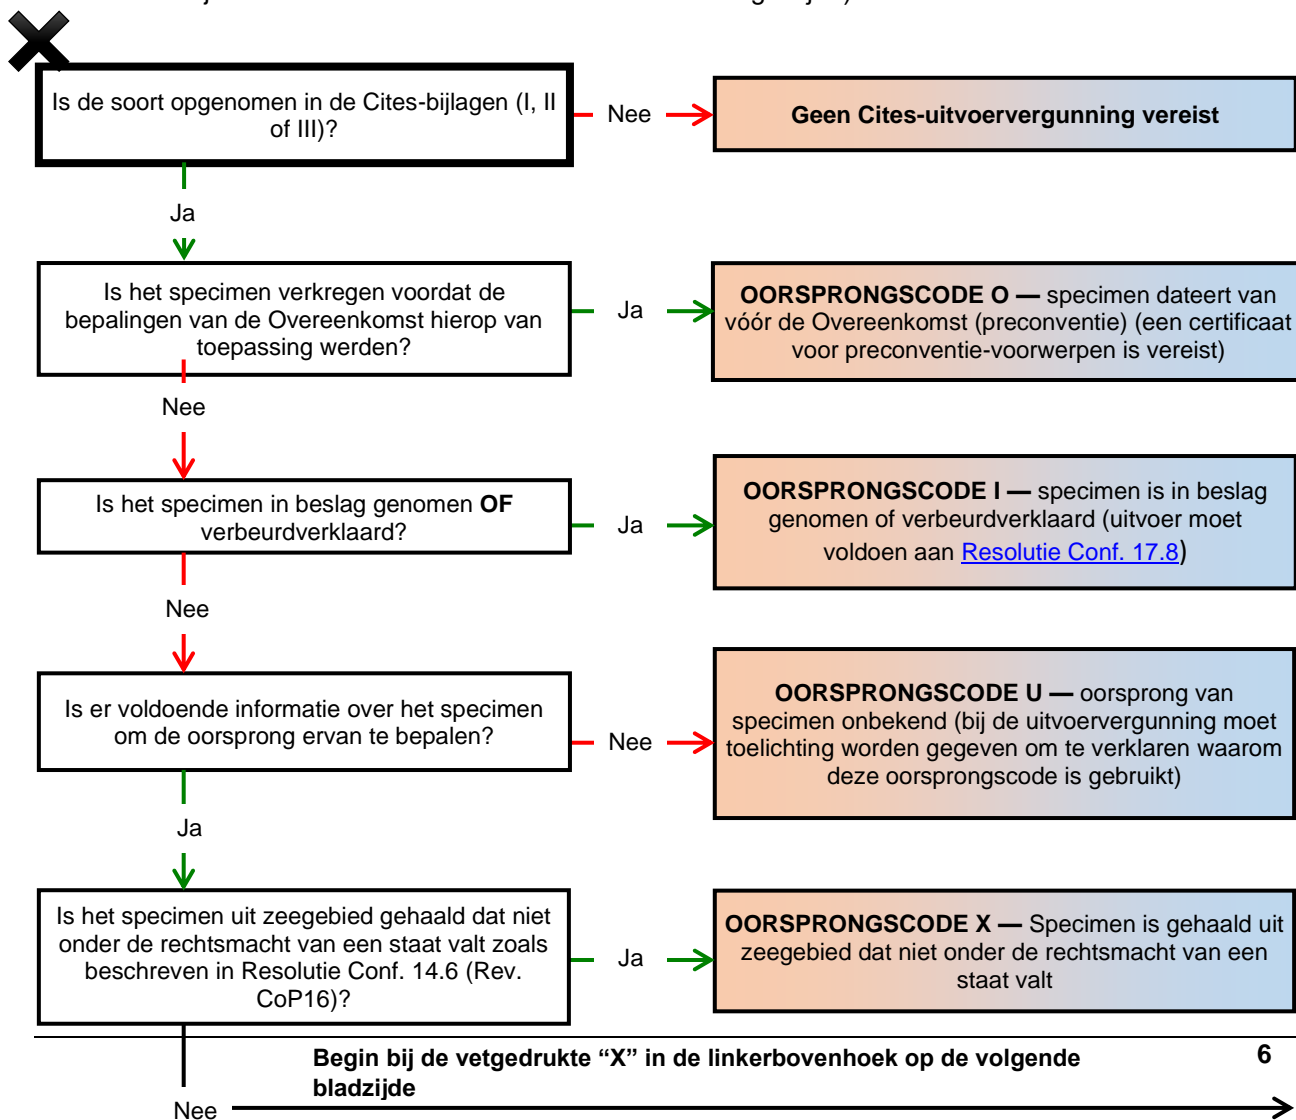 Is de soort opgenomen in de Cites-bijlagen (I, II
of III)?
Nee
Geen Cites-uitvoervergunning vereist
Ja
Is het specimen verkregen voordat de
bepalingen van de Overeenkomst hierop van
toepassing werden?
Ja
OORSPRONGSCODE O — specimen dateert van
vóór de Overeenkomst (preconventie) (een certificaat
voor preconventie-voorwerpen is vereist)
Nee
Is het specimen in beslag genomen OF
verbeurdverklaard?
Ja
OORSPRONGSCODE I — specimen is in beslag
genomen of verbeurdverklaard (uitvoer moet
voldoen aan Resolutie Conf. 17.8)
Nee
Is er voldoende informatie over het specimen
om de oorsprong ervan te bepalen?
Nee
OORSPRONGSCODE U — oorsprong van
specimen onbekend (bij de uitvoervergunning moet
toelichting worden gegeven om te verklaren waarom
deze oorsprongscode is gebruikt)
Ja
Is het specimen uit zeegebied gehaald dat niet
onder de rechtsmacht van een staat valt zoals
beschreven in Resolutie Conf. 14.6 (Rev.
CoP16)?
Ja
OORSPRONGSCODE X — Specimen is gehaald uit
zeegebied dat niet onder de rechtsmacht van een
staat valt
Begin bij de vetgedrukte “X” in de linkerbovenhoek op de volgende
bladzijde
6
Nee